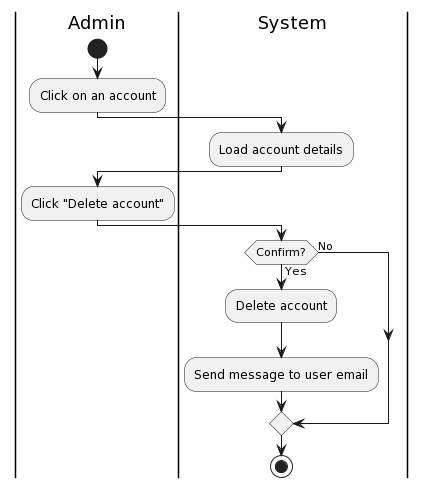 Admin
System
Click on an account
Load account details
Click "Delete account"
Confirm?
No
Yes
Delete account
Send message to user email